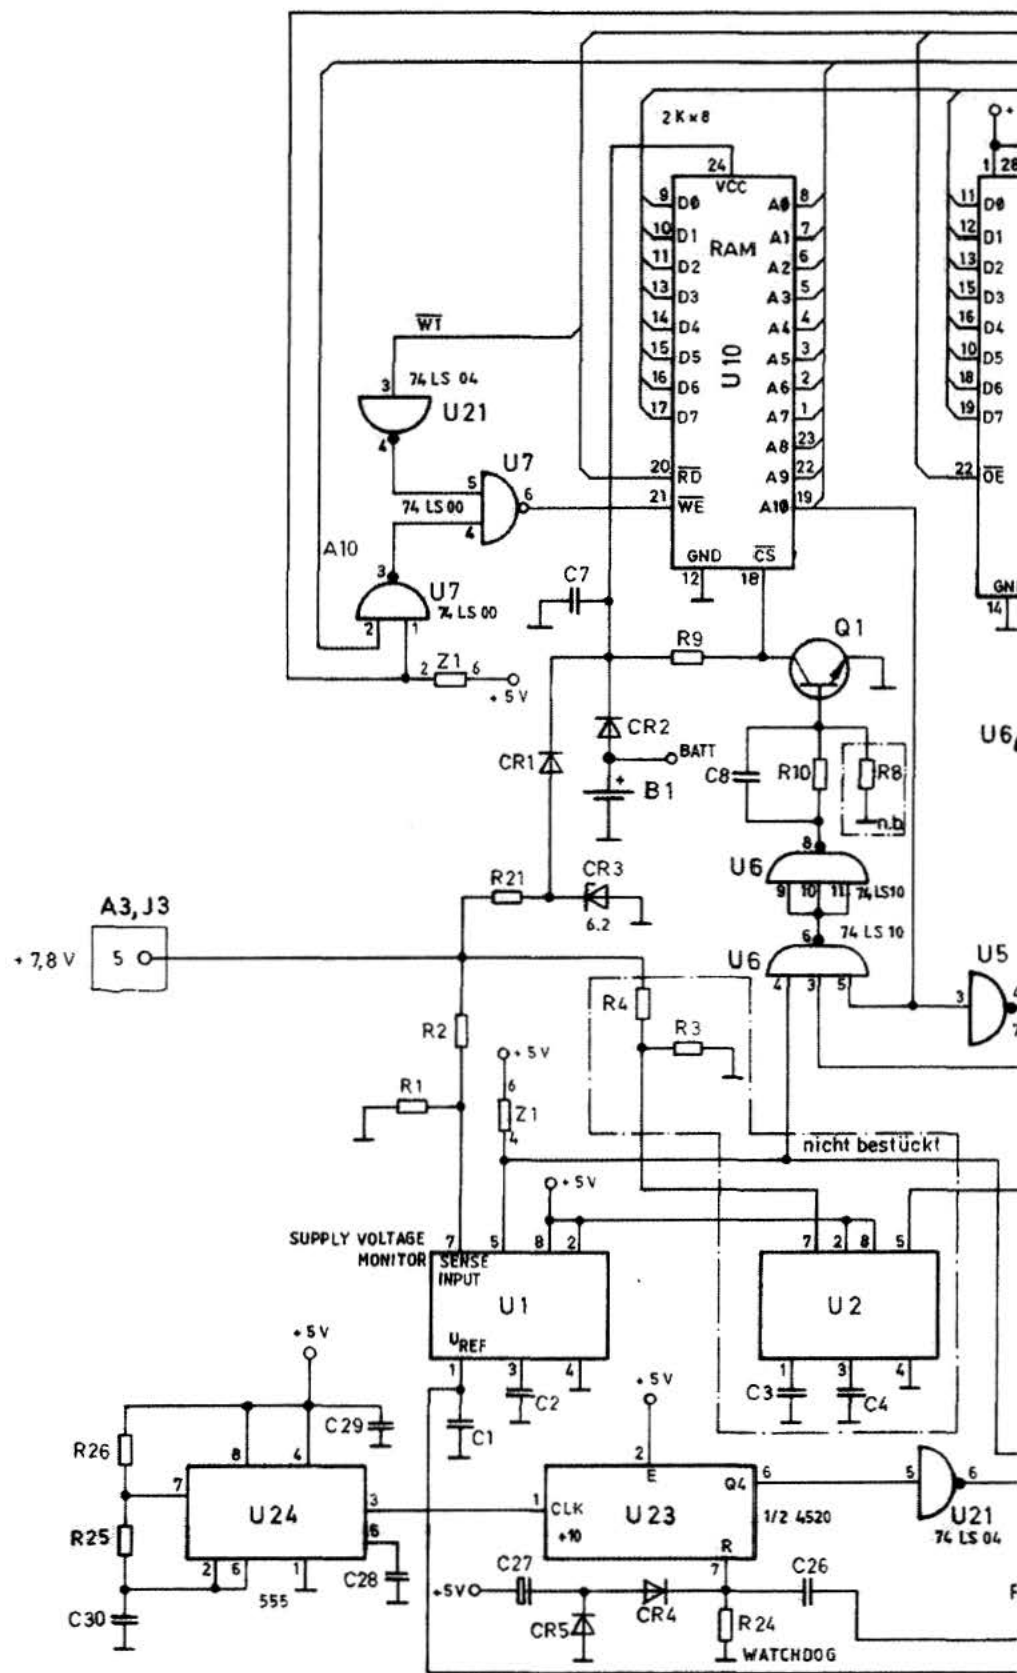 2K×8
24
VCC
1 28
+
9 D0 A0 8
10 D1 A1 7
11 D2 RAM A2 6
13 D3 A3 5
14 D4 A4 4
15 D5 A5 3
16 D6 A6 2
17 D7 A7 1
A8 23
A9 22
A10 19
U10
20 RD
21 WE
GND
12
CS
18
11 D0
12 D1
13 D2
15 D3
16 D4
10 D5
18 D6
19 D7
22 OE
GND
14
WT
3 74 LS 04
U21
4
U7
5
6
74 LS 00
4
A10
3
U7
74 LS 00
2 1
2 Z1 6
+ 5 V
C7
R9
Q1
CR2
BATT
CR1
+
B1
C8
R10
R8
n.b.
U6
8
U6
9 10 11 74 LS10
CR3
R21
6.2
A3,J3
+ 7,8 V
5
6 74 LS 10
U6
4 3 5
U5
3
4
7
R4
R3
R2
R1
+ 5 V
6
Z1
4
nicht bestückt
+ 5 V
SUPPLY VOLTAGE
MONITOR
7 5 8 2
SENSE
INPUT
U1
UREF
1 3 4
C2
C1
7 2 8 5
U2
1 3 4
C3
C4
+ 5 V
C29
R26
8 4
7
U24
3
6
R25
2 6 1
C28
555
C30
+ 5 V
2
E
1 CLK
+10
U23
Q4 6
1/2 4520
R
7
5
6
U21
74 LS 04
C27
+5V
CR5
CR4
C26
R24
WATCHDOG